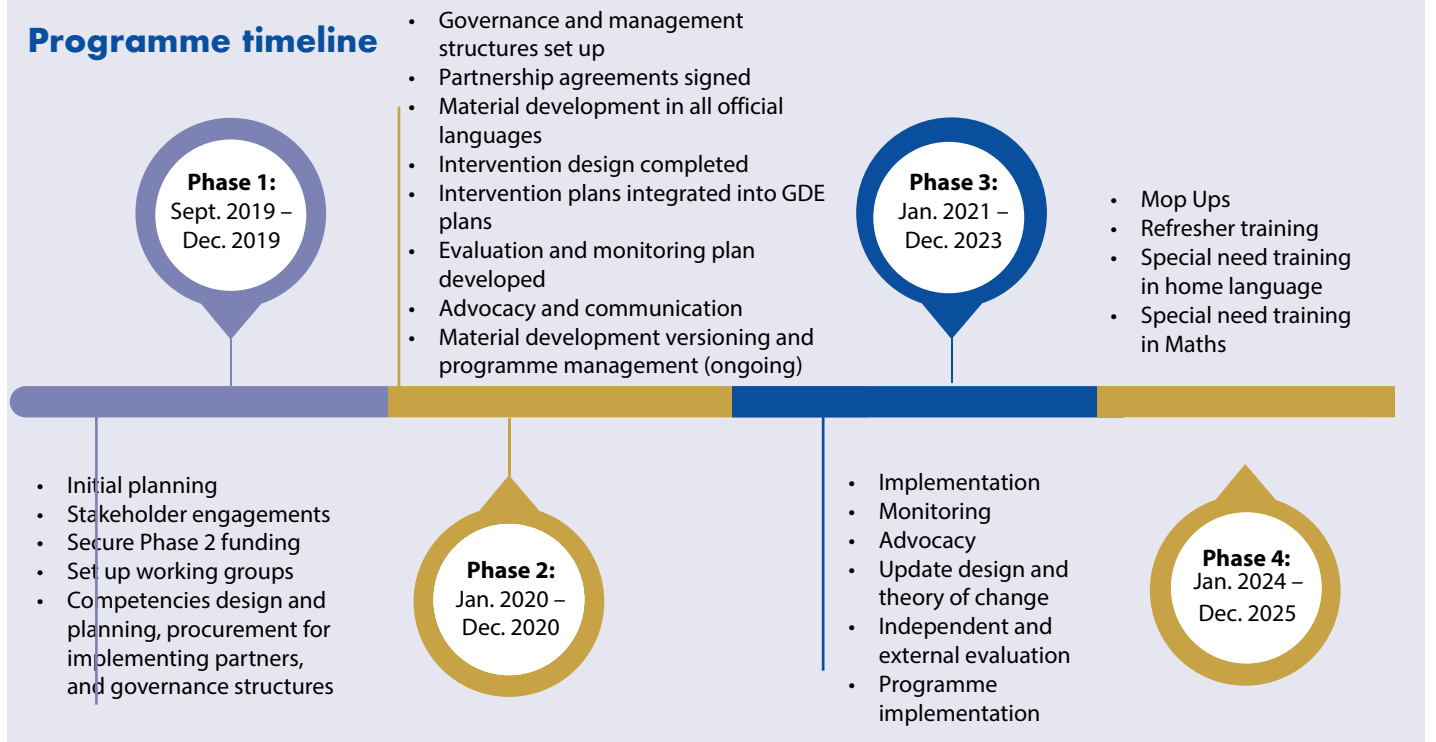 Programme timeline
Phase 1:
Sept. 2019 –
Dec. 2019
• Initial planning
• Stakeholder engagements
• Secure Phase 2 funding
• Set up working groups
• Competencies design and
planning, procurement for
implementing partners,
and governance structures
• Governance and management
structures set up
• Partnership agreements signed
• Material development in all official
languages
• Intervention design completed
• Intervention plans integrated into GDE
plans
• Evaluation and monitoring plan
developed
• Advocacy and communication
• Material development versioning and
programme management (ongoing)
Phase 2:
Jan. 2020 –
Dec. 2020
Phase 3:
Jan. 2021 –
Dec. 2023
• Implementation
• Monitoring
• Advocacy
• Update design and
theory of change
• Independent and
external evaluation
• Programme
implementation
• Mop Ups
• Refresher training
• Special need training
in home language
• Special need training
in Maths
Phase 4:
Jan. 2024 –
Dec. 2025